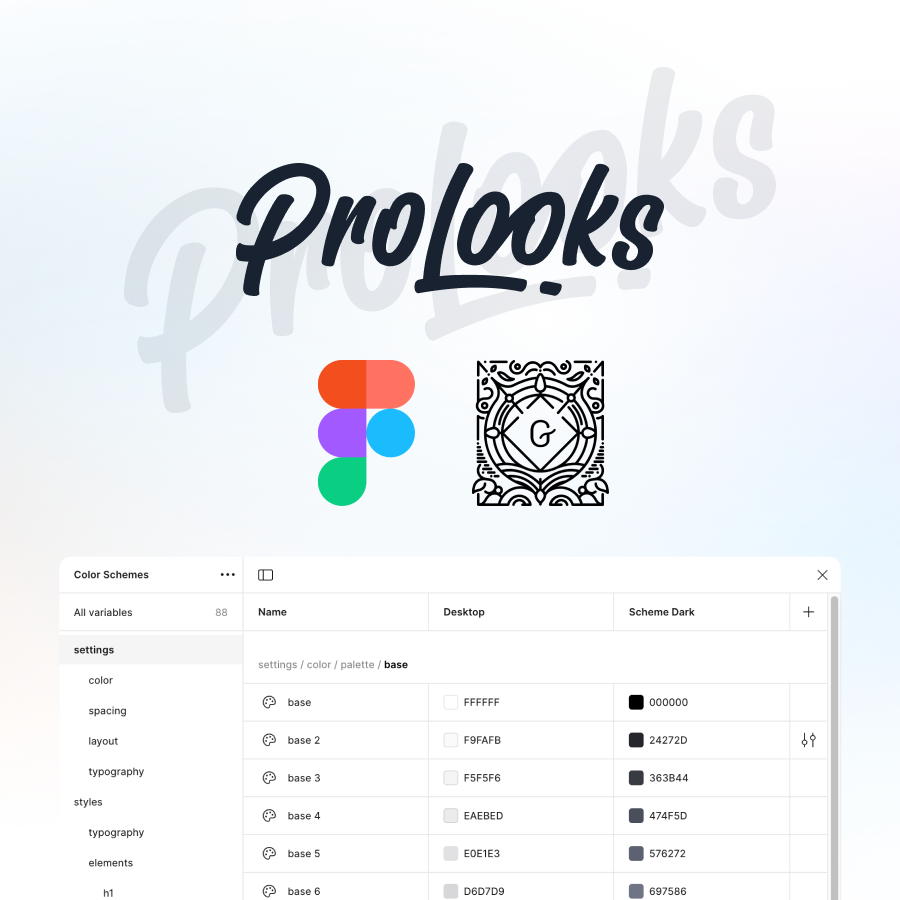 ProLooks
ProLooks
G
Color Schemes
All variables 88
Name Desktop Scheme Dark
settings
settings / color / palette / base
color
base FFFFFF 000000
spacing
base 2 F9FAFB 24272D
layout
base 3 F5F5F6 363B44
typography
styles
base 4 EAEBED 474F5D
typography
base 5 E0E1E3 576272
elements
h1
base 6 D6D7D9 697586